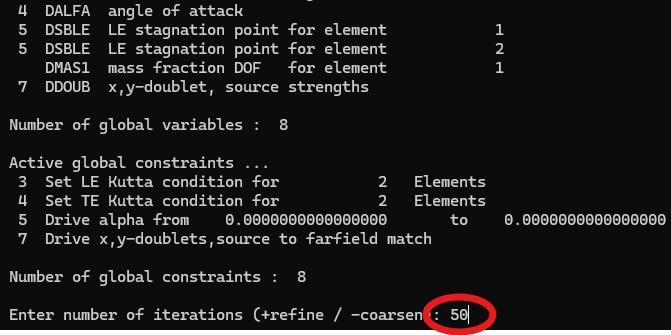 4 DALFA angle of attack
5 DSBLE LE stagnation point for element 1
5 DSBLE LE stagnation point for element 2
DMAS1 mass fraction DOF for element 1
7 DDOUB x,y-doublet, source strengths
Number of global variables : 8
Active global constraints ...
3 Set LE Kutta condition for 2 Elements
4 Set TE Kutta condition for 2 Elements
5 Drive alpha from 0.0000000000000000 to 0.0000000000000000
7 Drive x,y-doublets,source to farfield match
Number of global constraints : 8
Enter number of iterations (+refine / -coarsen): 50